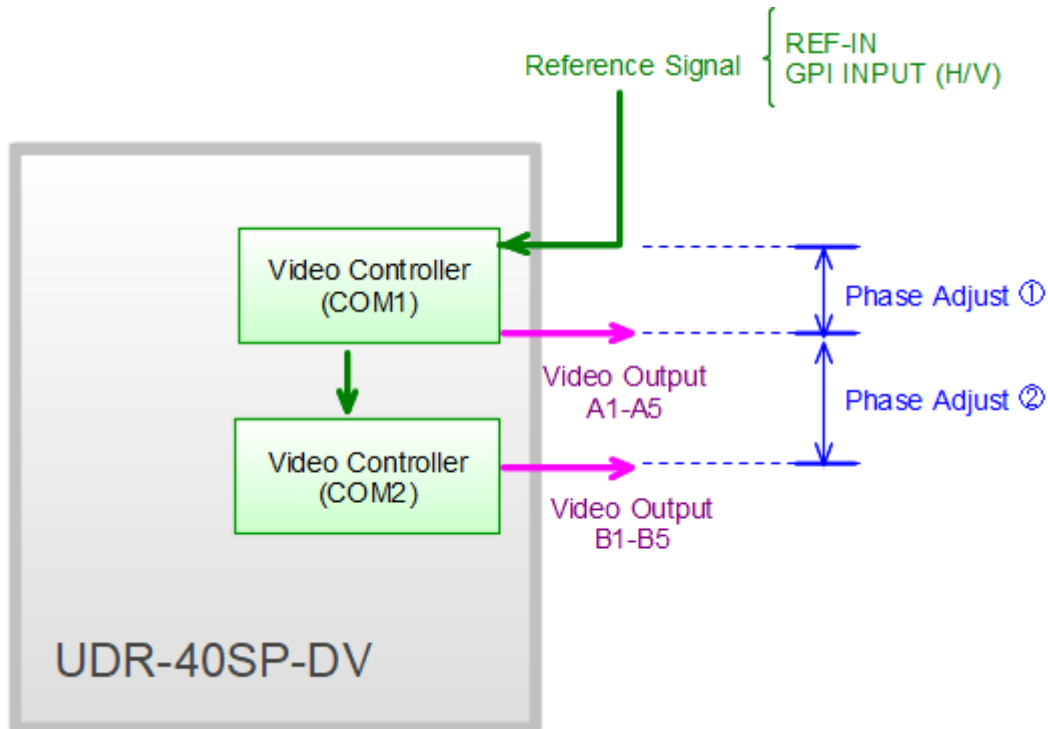 Reference Signal
REF-IN
GPI INPUT (H/V)
Video Controller
(COM1)
Phase Adjust ①
Video Output
A1-A5
Phase Adjust ②
Video Controller
(COM2)
Video Output
B1-B5
UDR-40SP-DV